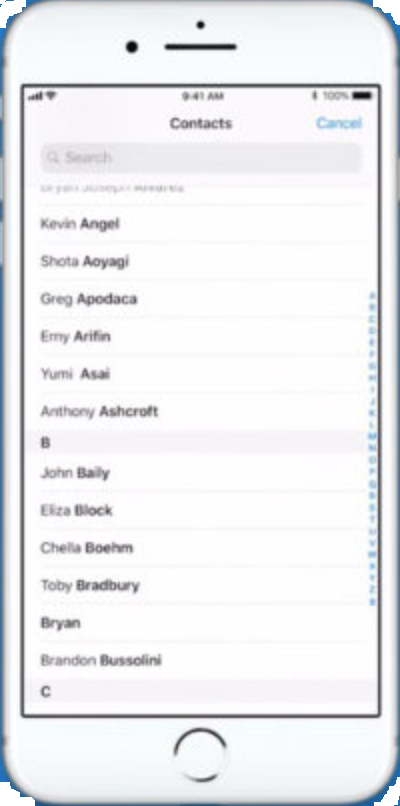 9:41 AM 100%
Contacts Cancel
Search
Bryan Joseph Alvarez
Kevin Angel
Shota Aoyagi
Greg Apodaca
Emy Arifin
Yumi Asai
Anthony Ashcroft
B
John Baily
Eliza Block
Chella Boehm
Toby Bradbury
Bryan
Brandon Bussolini
C